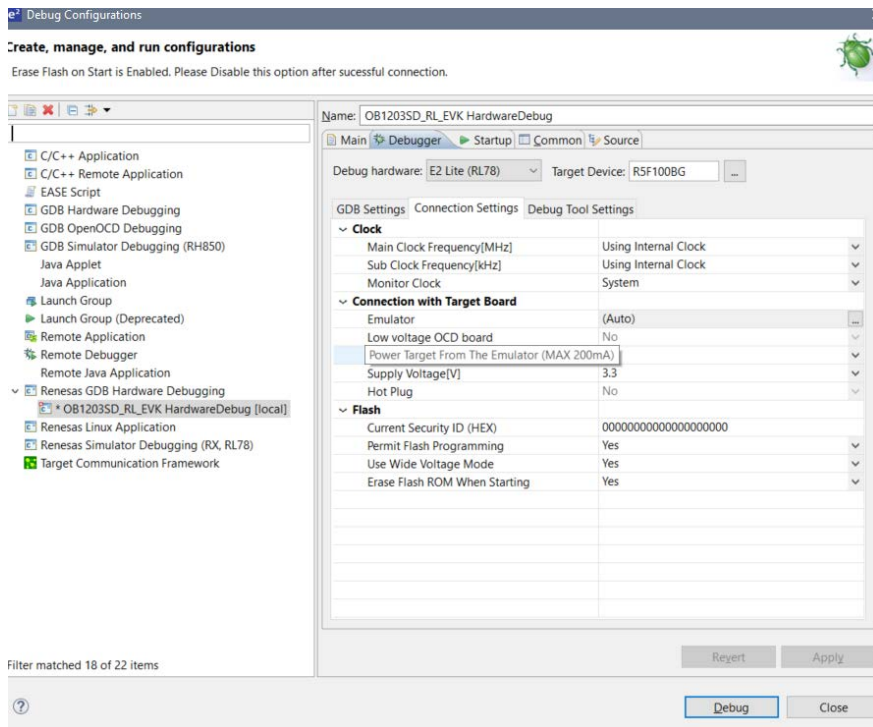 e² Debug Configurations
Create, manage, and run configurations
Erase Flash on Start is Enabled. Please Disable this option after sucessful connection.
C/C++ Application
C/C++ Remote Application
EASE Script
GDB Hardware Debugging
GDB OpenOCD Debugging
GDB Simulator Debugging (RH850)
Java Applet
Java Application
Launch Group
Launch Group (Deprecated)
Remote Application
Remote Debugger
Remote Java Application
Renesas GDB Hardware Debugging
* OB1203SD_RL_EVK HardwareDebug [local]
Renesas Linux Application
Renesas Simulator Debugging (RX, RL78)
Target Communication Framework
Filter matched 18 of 22 items
Name: OB1203SD_RL_EVK HardwareDebug
Main Debugger Startup Common Source
Debug hardware: E2 Lite (RL78) Target Device: R5F100BG ...
GDB Settings Connection Settings Debug Tool Settings
Clock
Main Clock Frequency[MHz] Using Internal Clock
Sub Clock Frequency[kHz] Using Internal Clock
Monitor Clock System
Connection with Target Board
Emulator (Auto) ...
Low voltage OCD board No
Power Target From The Emulator (MAX 200mA)
Supply Voltage[V] 3.3
Hot Plug No
Flash
Current Security ID (HEX) 00000000000000000000
Permit Flash Programming Yes
Use Wide Voltage Mode Yes
Erase Flash ROM When Starting Yes
Revert Apply
? Debug Close